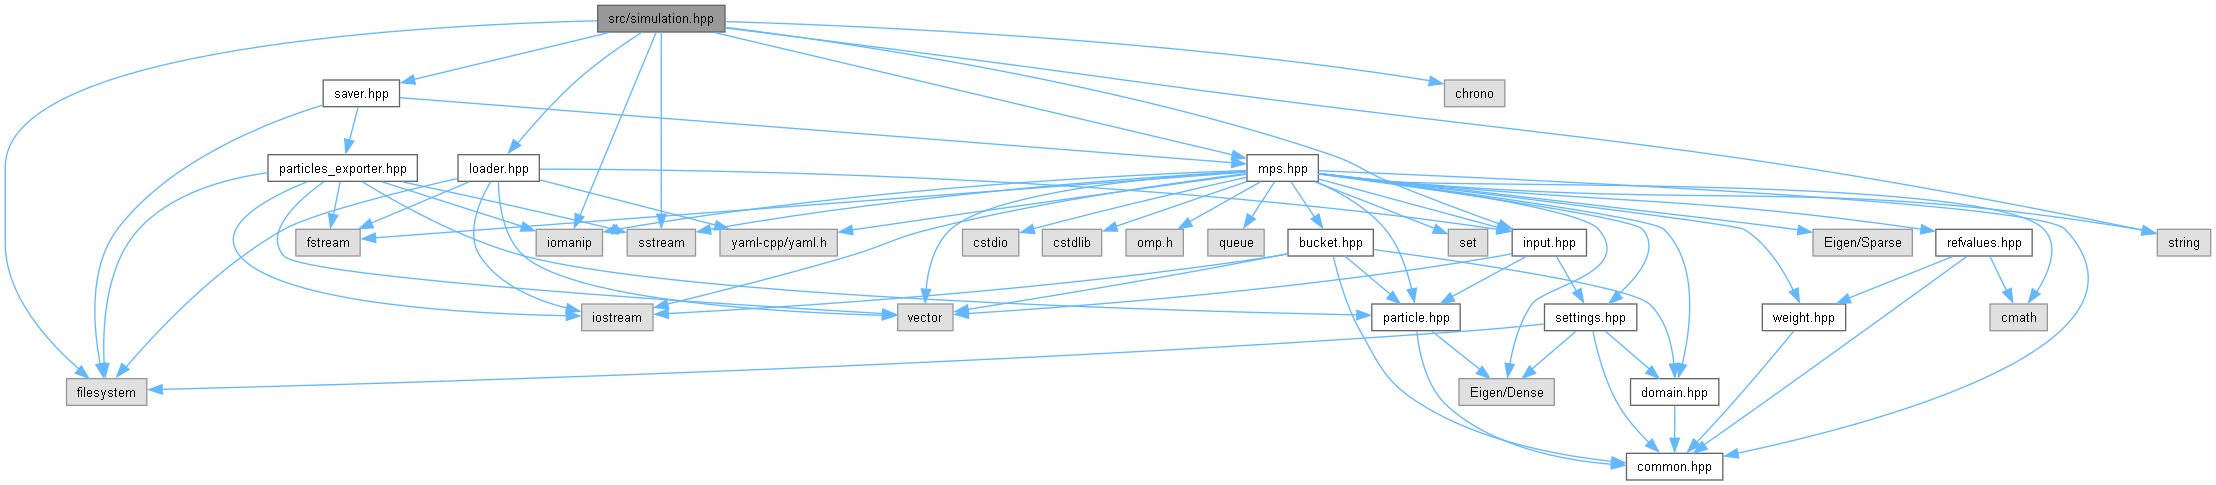 src/simulation.hpp
saver.hpp
chrono
particles_exporter.hpp
loader.hpp
mps.hpp
fstream
iomanip
sstream
yaml-cpp/yaml.h
cstdio
cstdlib
omp.h
queue
bucket.hpp
set
input.hpp
Eigen/Sparse
refvalues.hpp
string
iostream
vector
particle.hpp
settings.hpp
weight.hpp
cmath
filesystem
Eigen/Dense
domain.hpp
common.hpp